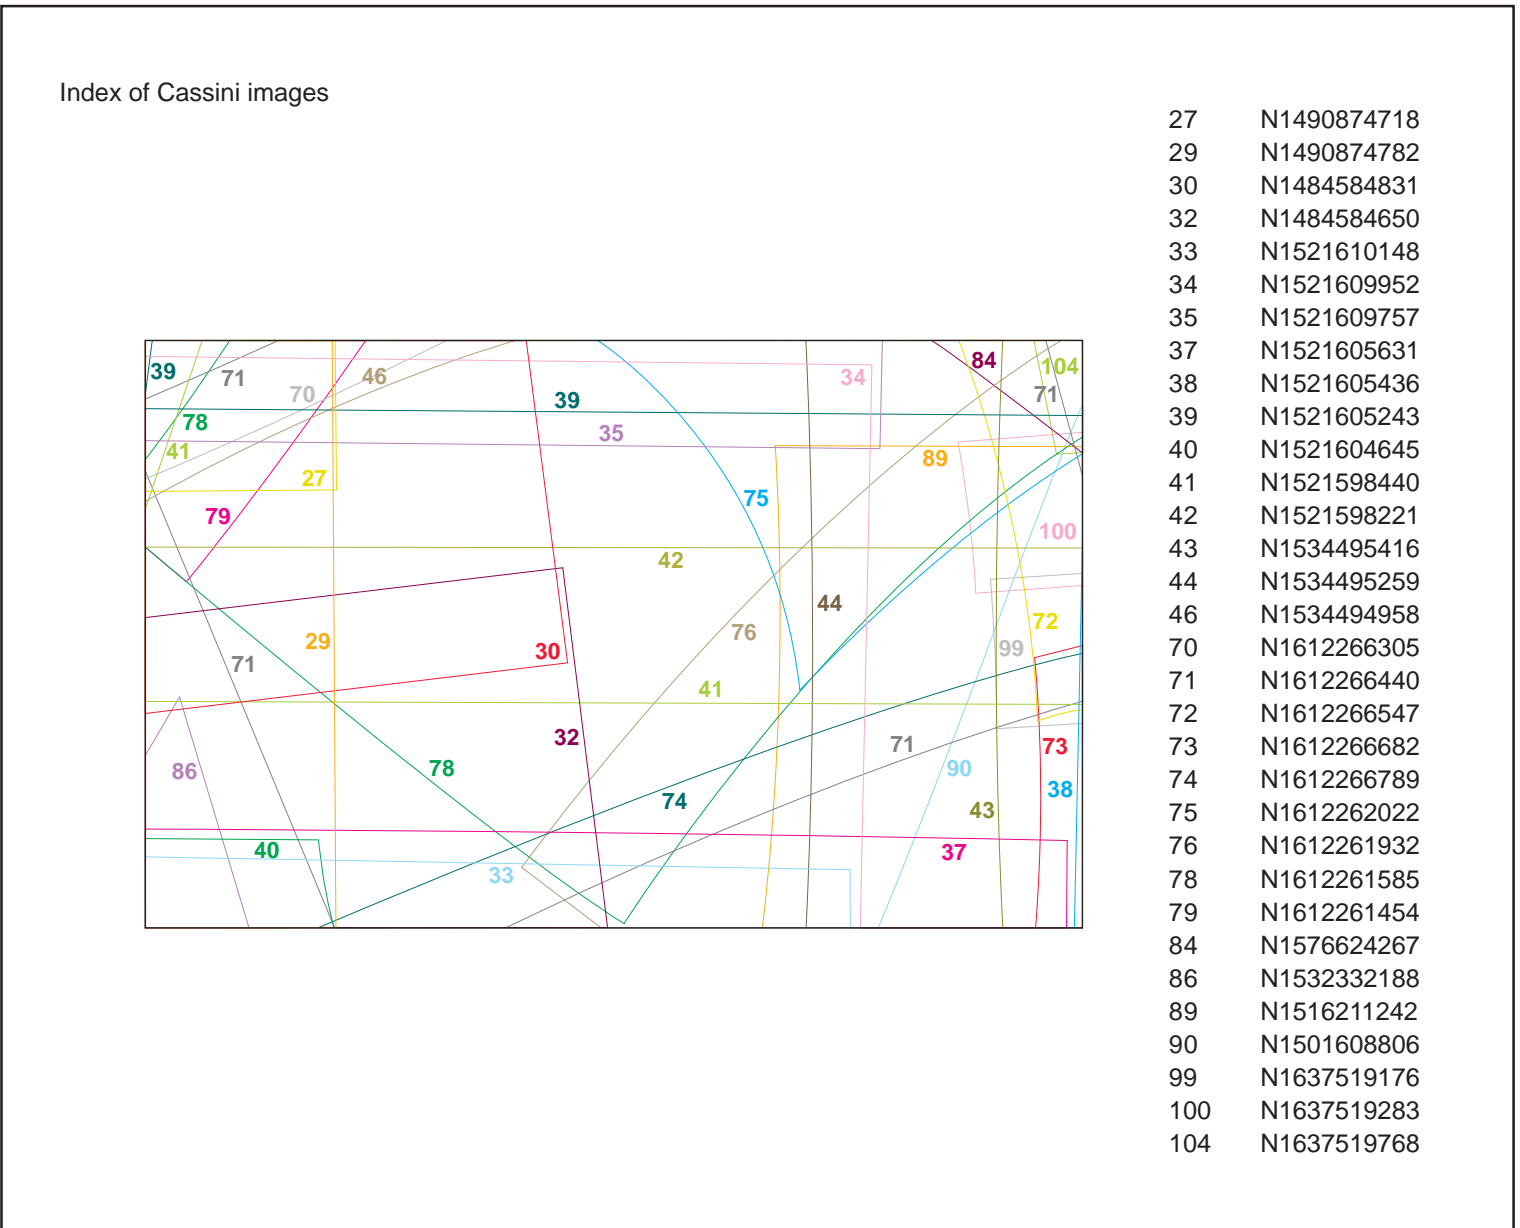 Index of Cassini images
27 N1490874718
29 N1490874782
30 N1484584831
32 N1484584650
33 N1521610148
34 N1521609952
35 N1521609757
37 N1521605631
38 N1521605436
39 N1521605243
40 N1521604645
41 N1521598440
42 N1521598221
43 N1534495416
44 N1534495259
46 N1534494958
70 N1612266305
71 N1612266440
72 N1612266547
73 N1612266682
74 N1612266789
75 N1612262022
76 N1612261932
78 N1612261585
79 N1612261454
84 N1576624267
86 N1532332188
89 N1516211242
90 N1501608806
99 N1637519176
100 N1637519283
104 N1637519768
84
104
39
71
46
34
70
71
39
78
35
41
89
27
75
79
100
42
44
72
76
29
99
30
71
41
32
71
73
78
90
86
38
74
43
40
37
33